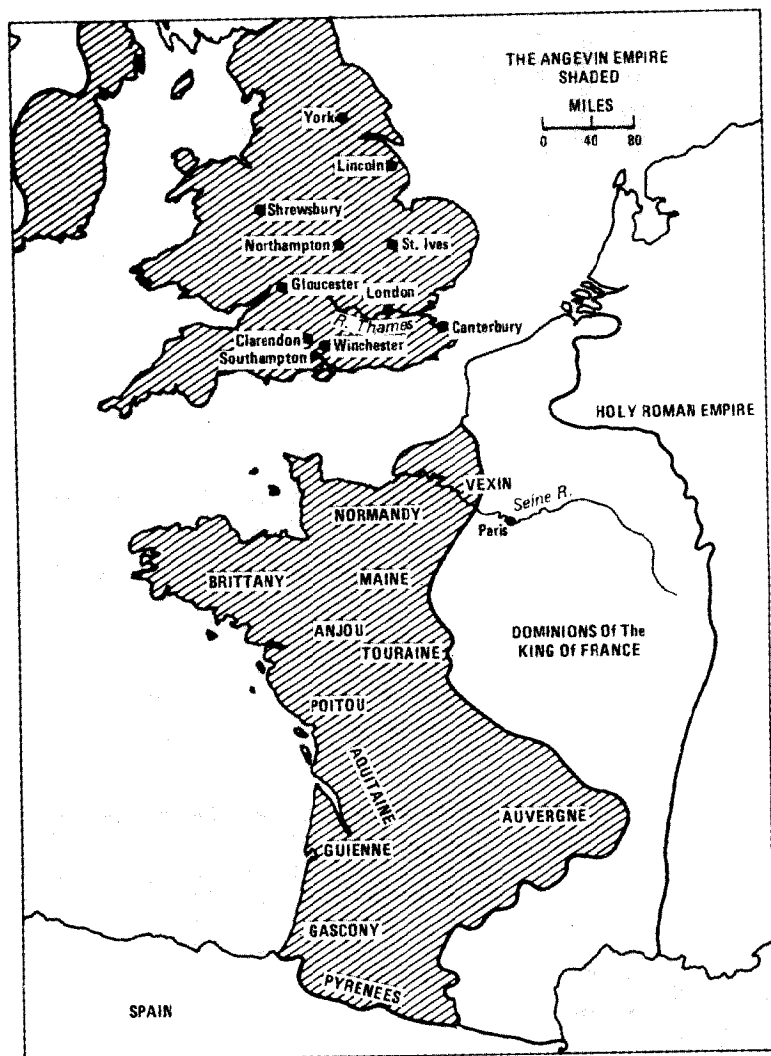 THE ANGEVIN EMPIRE
SHADED
MILES
0 40 80
York
Lincoln
Shrewsbury
Northampton
St. Ives
Gloucester
London
R. Thames
Canterbury
Clarendon
Winchester
Southampton
HOLY ROMAN EMPIRE
VEXIN
Seine R.
NORMANDY
Paris
BRITTANY
MAINE
ANJOU
TOURAINE
DOMINIONS Of The
KING Of FRANCE
POITOU
AQUITAINE
AUVERGNE
GUIENNE
GASCONY
PYRENEES
SPAIN